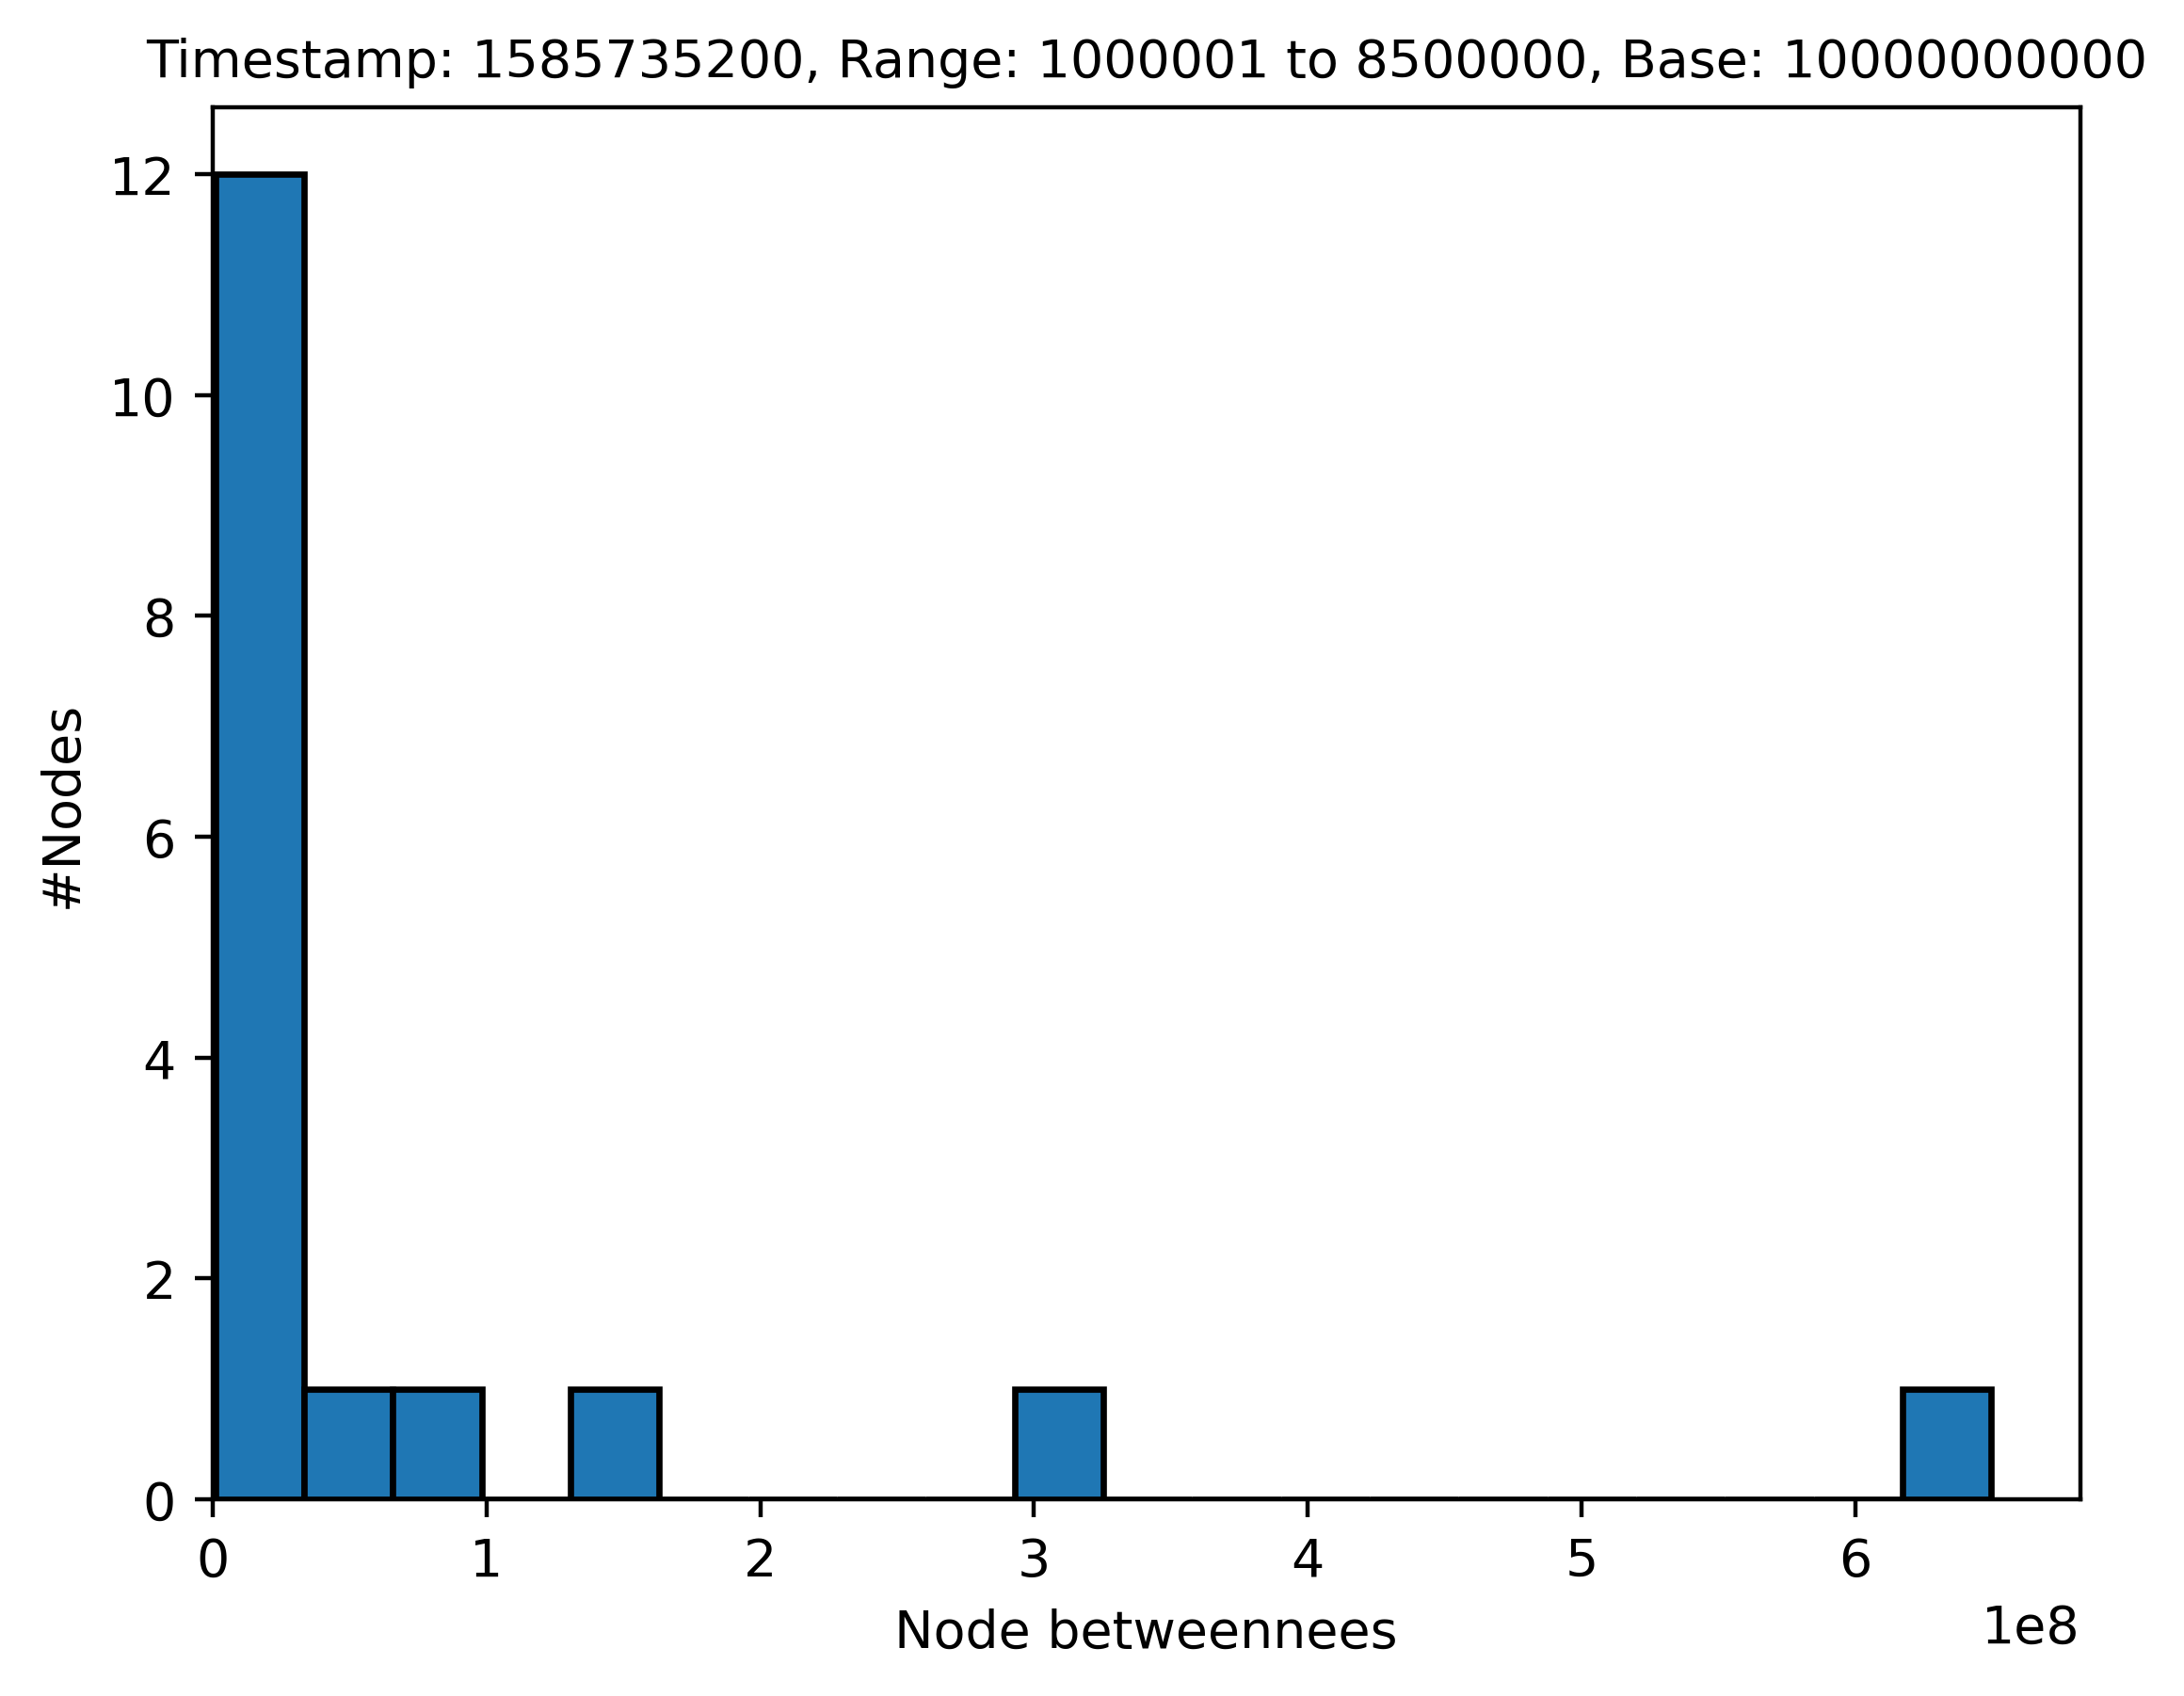 Timestamp: 1585735200, Range: 1000001 to 8500000, Base: 10000000000
12
10
8
6
4
2
0
#Nodes
0 1 2 3 4 5 6
1e8
Node betweennees